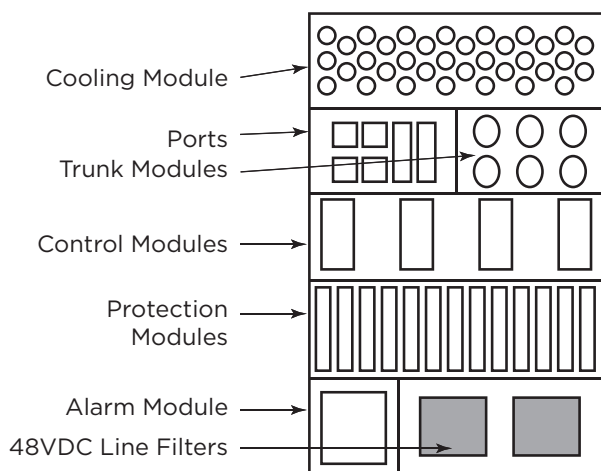 Cooling Module
Ports
Trunk Modules
Control Modules
Protection
Modules
Alarm Module
48VDC Line Filters